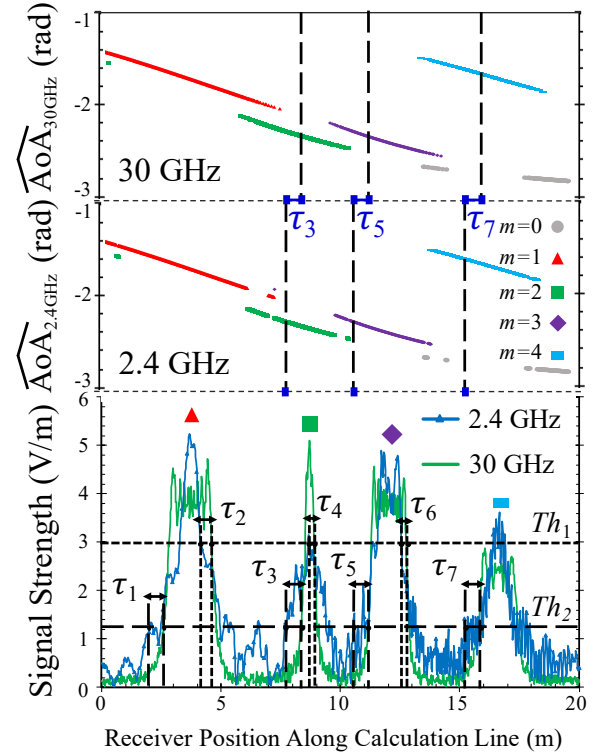 -1
-2
-3
AoA30GHz (rad)
30 GHz
τ3 τ5 τ7
-1
-2
-3
AoA2.4GHz (rad)
2.4 GHz
m=0
m=1
m=2
m=3
m=4
6
5
4
3
2
1
0
Signal Strength (V/m)
2.4 GHz
30 GHz
τ1
τ2
τ3
τ4
τ5
τ6
τ7
Th1
Th2
0 5 10 15 20
Receiver Position Along Calculation Line (m)